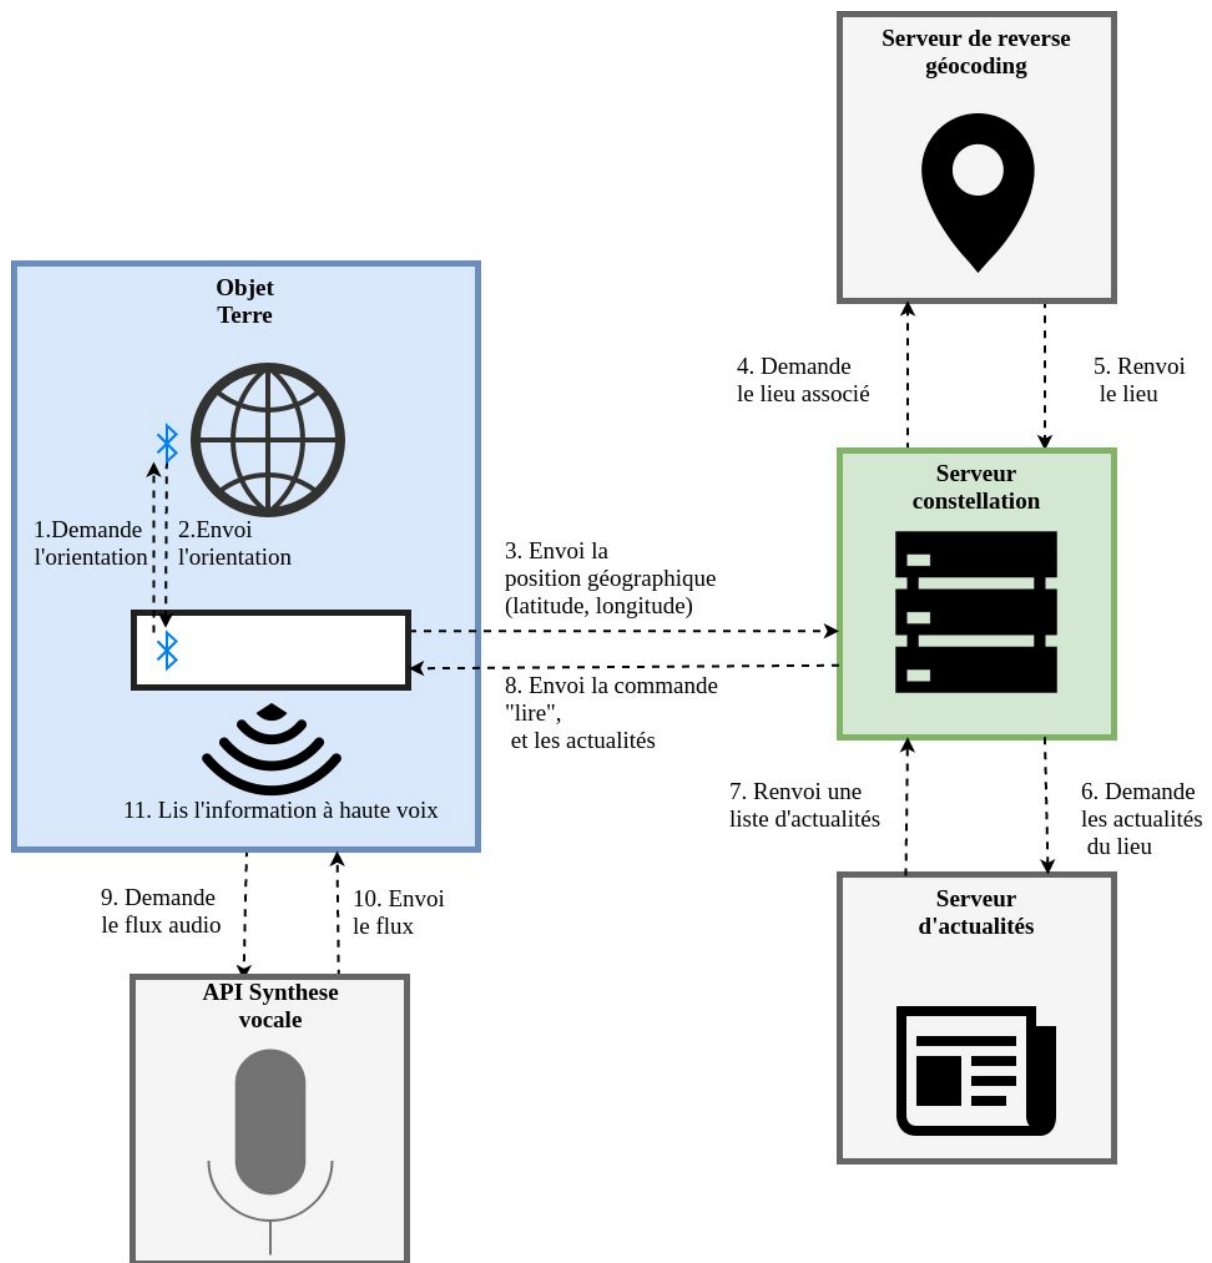 Serveur de reverse
géocoding
Objet
Terre
4. Demande
le lieu associé
5. Renvoi
le lieu
Serveur
constellation
1.Demande
l'orientation
2.Envoi
l'orientation
3. Envoi la
position géographique
(latitude, longitude)
8. Envoi la commande
"lire",
et les actualités
11. Lis l'information à haute voix
7. Renvoi une
liste d'actualités
6. Demande
les actualités
du lieu
9. Demande
le flux audio
10. Envoi
le flux
Serveur
d'actualités
API Synthese
vocale